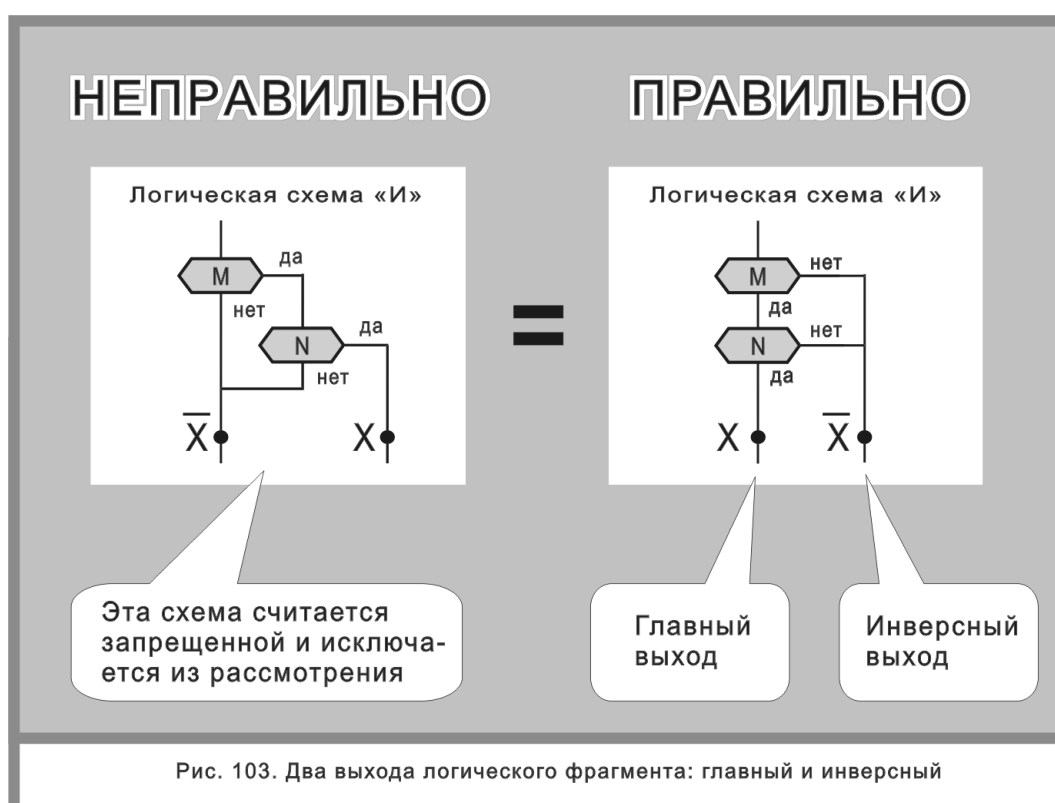 НЕПРАВИЛЬНО
ПРАВИЛЬНО
Логическая схема «И»
M
да
нет
N
да
нет
X̅
X
=
Логическая схема «И»
M
нет
да
N
нет
да
X
X̅
Эта схема считается
запрещенной и исключа-
ется из рассмотрения
Главный
выход
Инверсный
выход
Рис. 103. Два выхода логического фрагмента: главный и инверсный